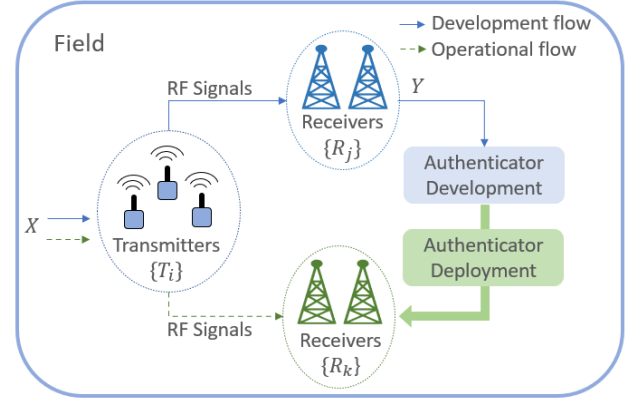 Field
Development flow
Operational flow
RF Signals
Receivers
{R_j}
Y
Authenticator
Development
X
Transmitters
{T_i}
Authenticator
Deployment
RF Signals
Receivers
{R_k}